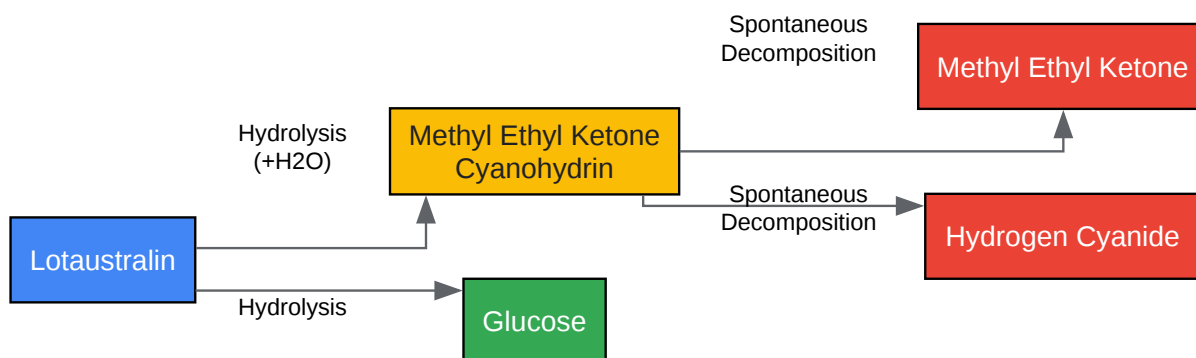 Spontaneous
Decomposition
Methyl Ethyl Ketone
Hydrolysis
(+H2O)
Methyl Ethyl Ketone
Cyanohydrin
Spontaneous
Decomposition
Hydrogen Cyanide
Lotaustralin
Hydrolysis
Glucose